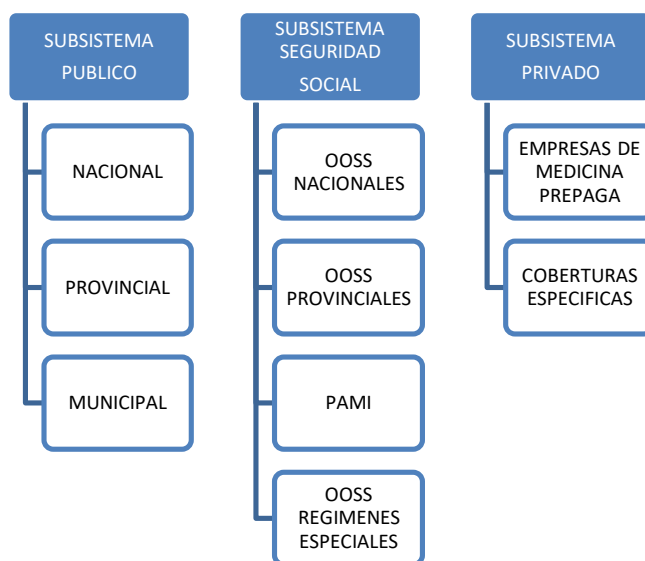 SUBSISTEMA
PUBLICO
NACIONAL
PROVINCIAL
MUNICIPAL
SUBSISTEMA
SEGURIDAD
SOCIAL
OOSS
NACIONALES
OOSS
PROVINCIALES
PAMI
OOSS
REGIMENES
ESPECIALES
SUBSISTEMA
PRIVADO
EMPRESAS DE
MEDICINA
PREPAGA
COBERTURAS
ESPECIFICAS